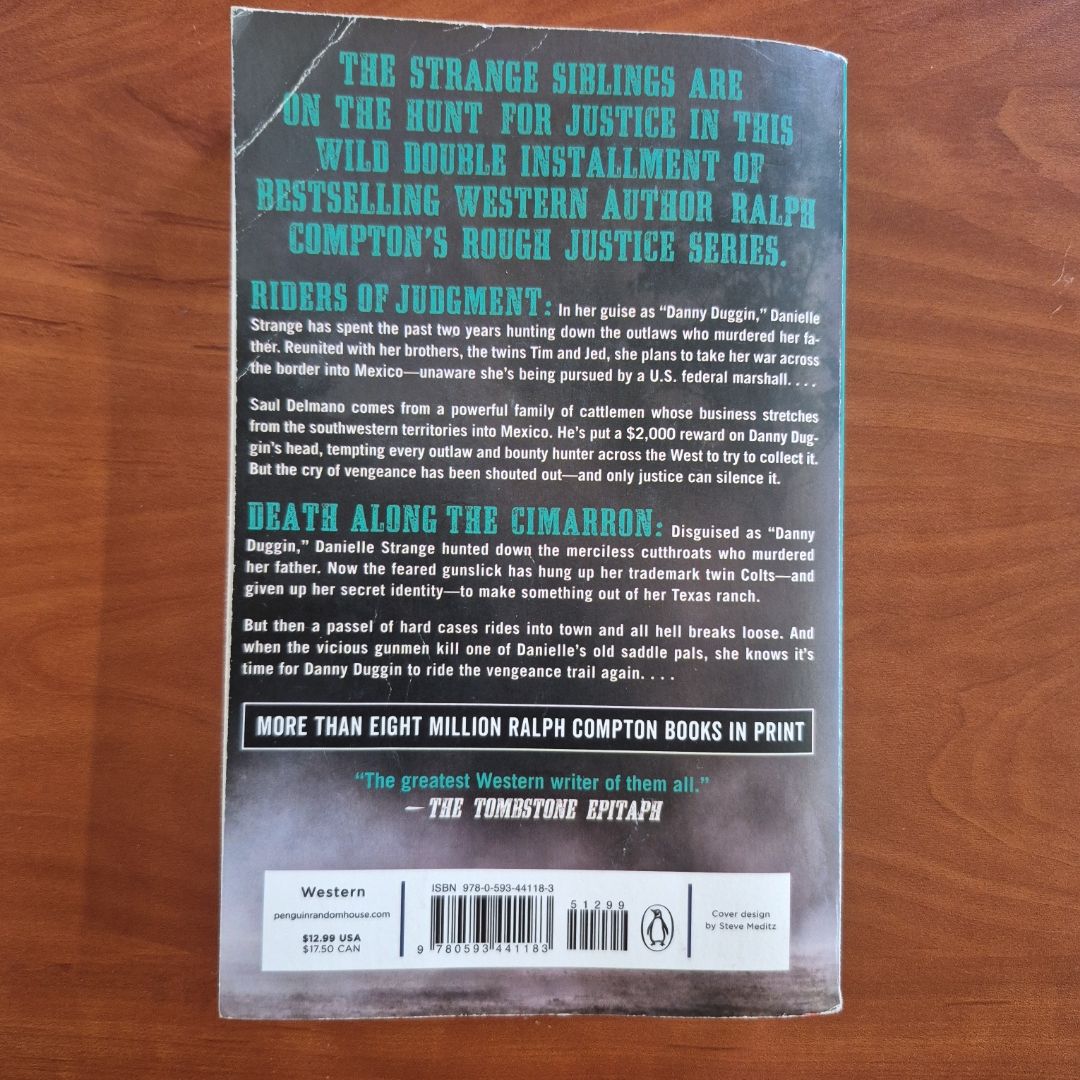 THE STRANGE SIBLINGS ARE
ON THE HUNT FOR JUSTICE IN THIS
WILD DOUBLE INSTALLMENT OF
BESTSELLING WESTERN AUTHOR RALPH
COMPTON'S ROUGH JUSTICE SERIES.
RIDERS OF JUDGMENT: In her guise as "Danny Duggin," Danielle
Strange has spent the past two years hunting down the outlaws who murdered her fa-
ther. Reunited with her brothers, the twins Tim and Jed, she plans to take her war across
the border into Mexico—unaware she's being pursued by a U.S. federal marshall. . . .
Saul Delmano comes from a powerful family of cattlemen whose business stretches
from the southwestern territories into Mexico. He's put a $2,000 reward on Danny Dug-
gin's head, tempting every outlaw and bounty hunter across the West to try to collect it.
But the cry of vengeance has been shouted out—and only justice can silence it.
DEATH ALONG THE CIMARRON: Disguised as "Danny
Duggin," Danielle Strange hunted down the merciless cutthroats who murdered
her father. Now the feared gunslick has hung up her trademark twin Colts—and
given up her secret identity—to make something out of her Texas ranch.
But then a passel of hard cases rides into town and all hell breaks loose. And
when the vicious gunmen kill one of Danielle's old saddle pals, she knows it's
time for Danny Duggin to ride the vengeance trail again. . . .
MORE THAN EIGHT MILLION RALPH COMPTON BOOKS IN PRINT
"The greatest Western writer of them all."
— THE TOMBSTONE EPITAPH
Western
penguinrandomhouse.com
$12.99 USA
$17.50 CAN
ISBN 978-0-593-44118-3
51299
9 780593 441183
Cover design
by Steve Meditz